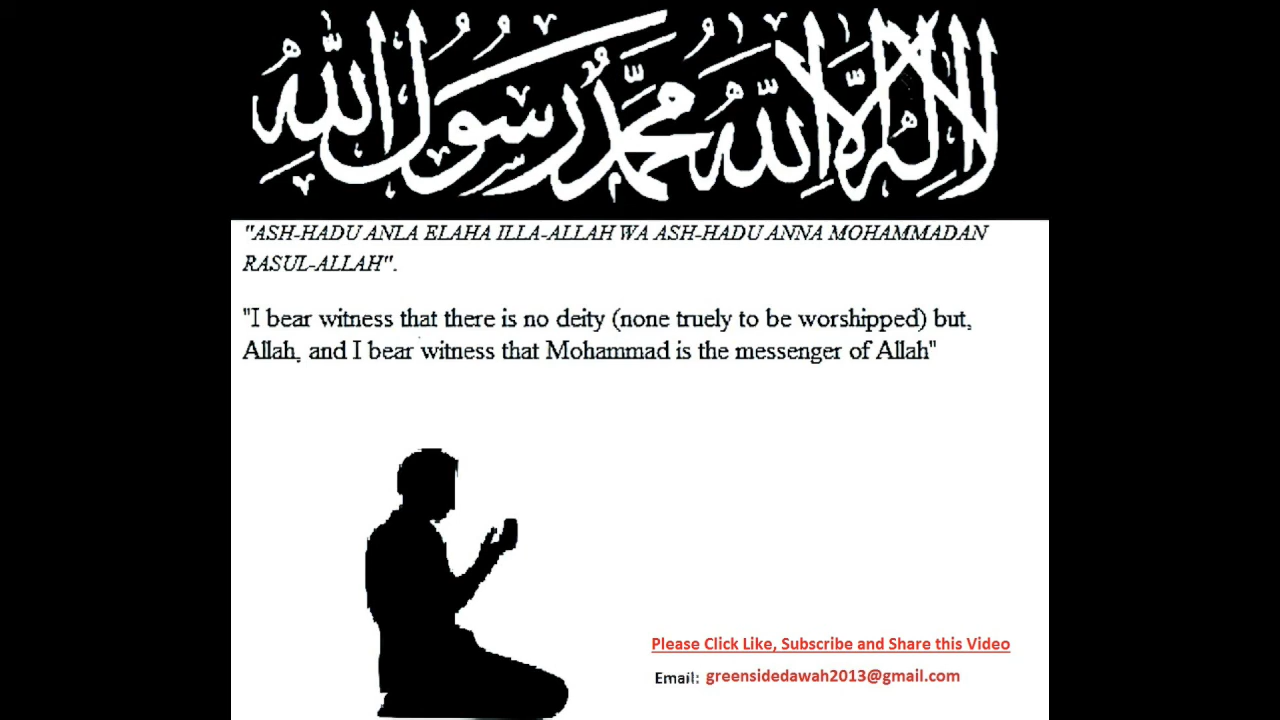 لا إله إلا الله محمد رسول الله
"ASH-HADU ANLA ELAHA ILLA-ALLAH WA ASH-HADU ANNA MOHAMMADAN
RASUL-ALLAH".
"I bear witness that there is no deity (none truely to be worshipped) but,
Allah, and I bear witness that Mohammad is the messenger of Allah"
Please Click Like, Subscribe and Share this Video
Email: greensidedawah2013@gmail.com